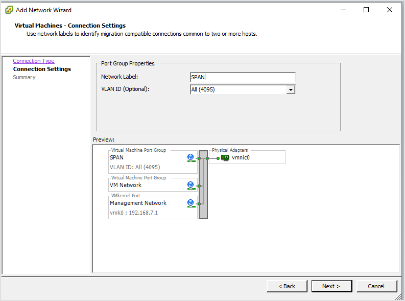 Add Network Wizard
Virtual Machines - Connection Settings
Use network labels to identify migration compatible connections common to two or more hosts.
Connection Type
Connection Settings
Summary
Port Group Properties
Network Label:
SPAN
VLAN ID (Optional):
All (4095)
Preview:
Virtual Machine Port Group
SPAN
VLAN ID: All (4095)
Virtual Machine Port Group
VM Network
VMkernel Port
Management Network
vmk0 : 192.168.7.1
Physical Adapters
vmnic0
< Back
Next >
Cancel